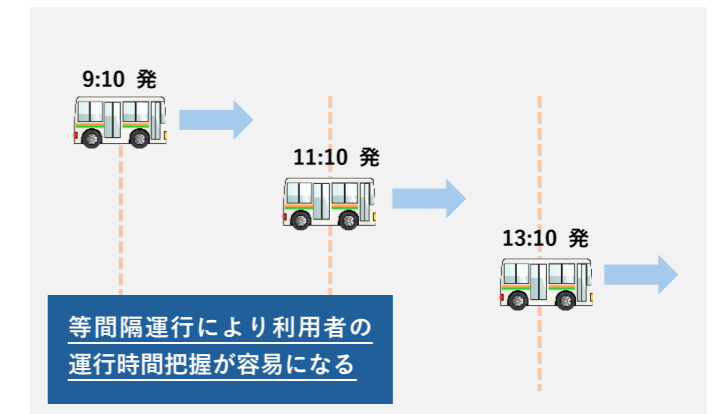 9:10 発
11:10 発
13:10 発
等間隔運行により利用者の
運行時間把握が容易になる